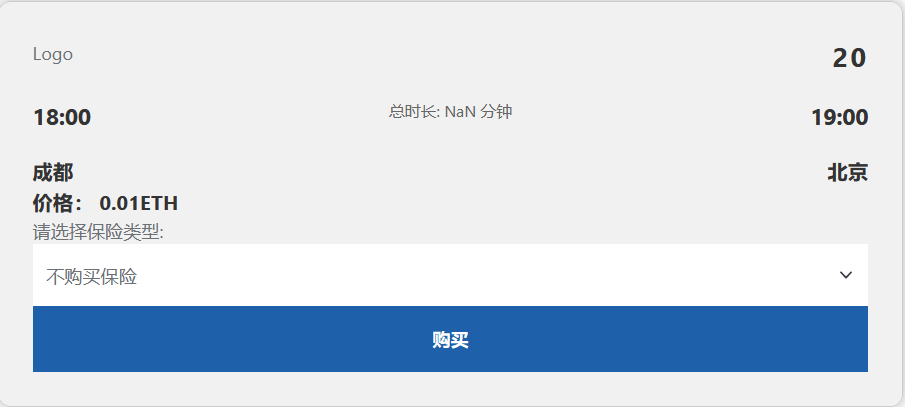 Logo
20
18:00
总时长: NaN 分钟
19:00
成都
北京
价格： 0.01ETH
请选择保险类型:
不购买保险
购买